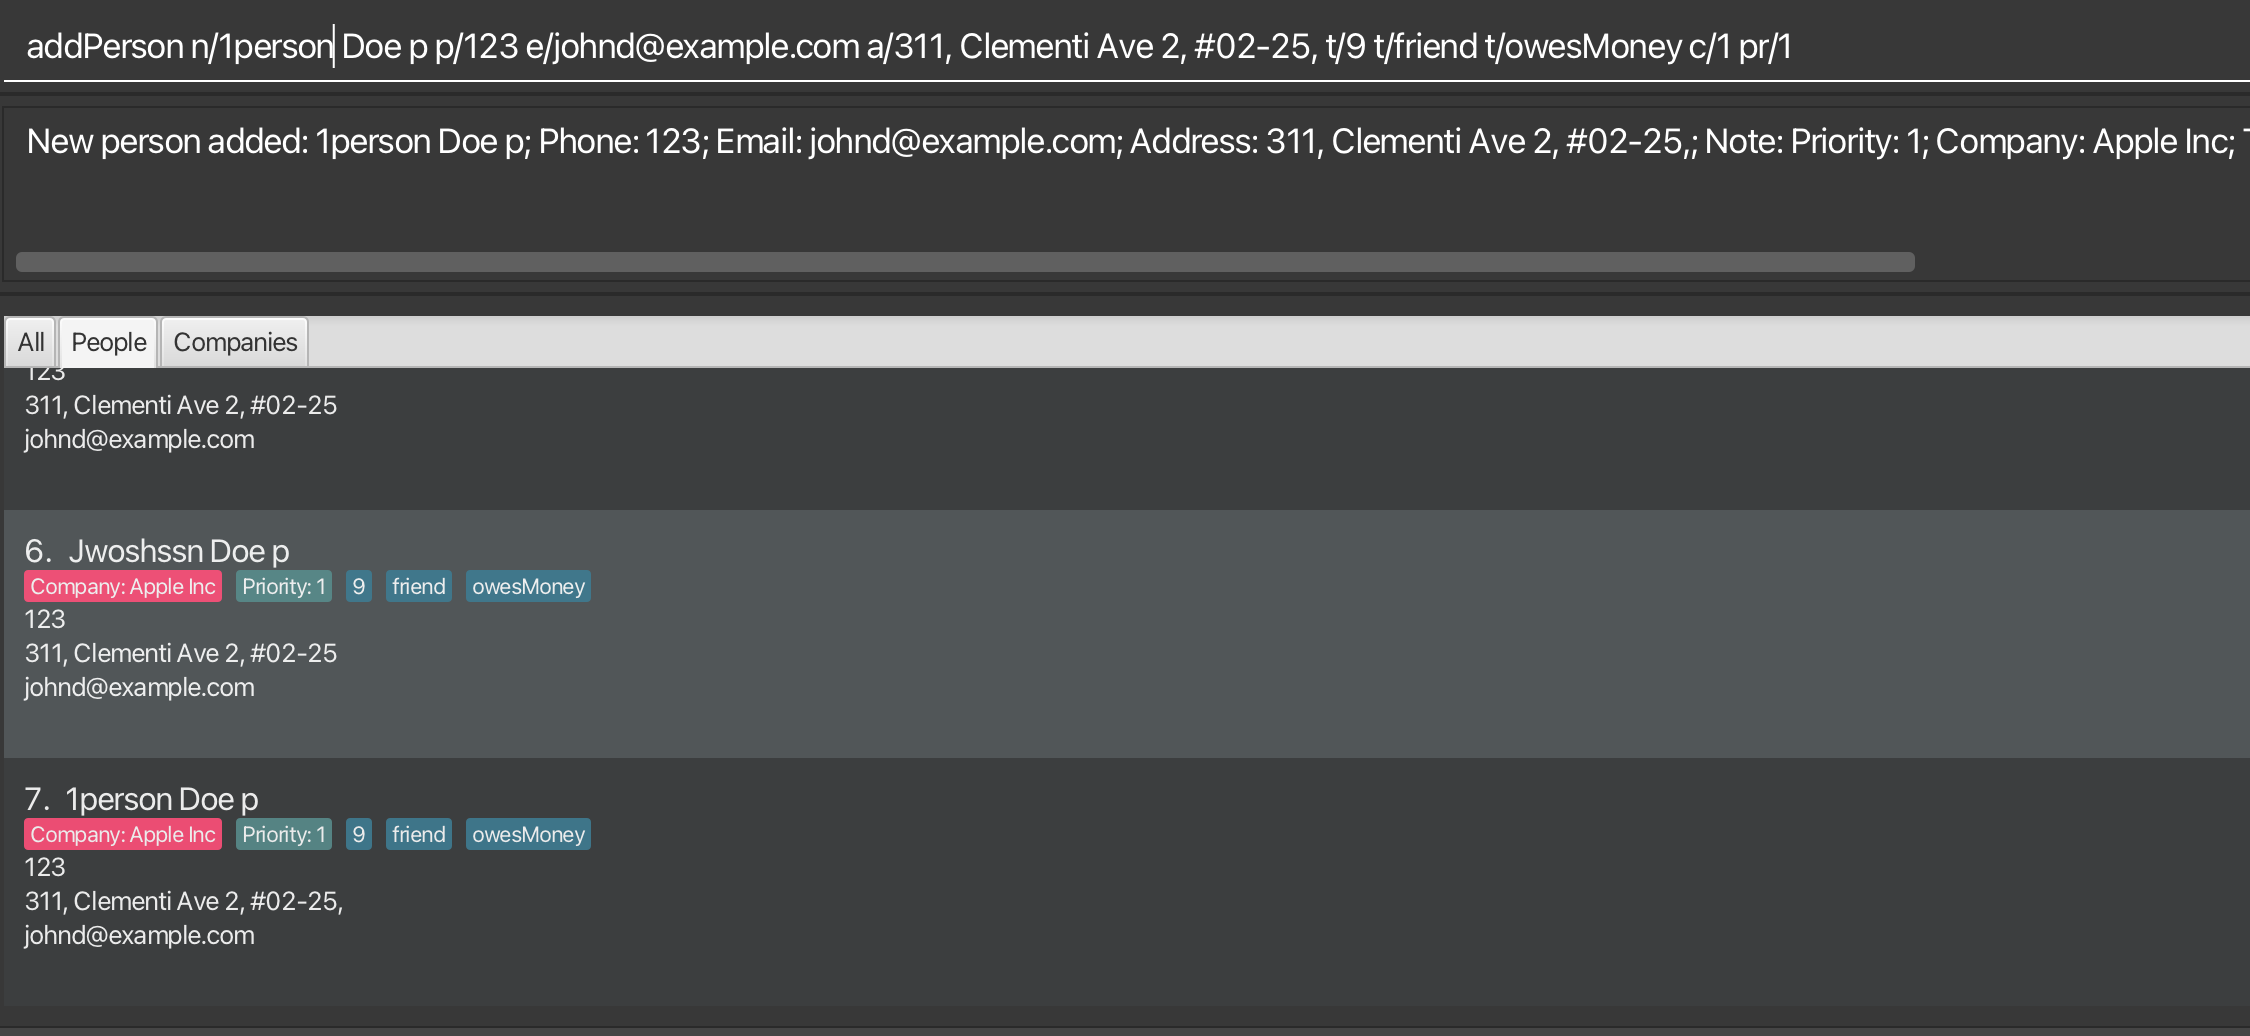 addPerson n/1person Doe p p/123 e/johnd@example.com a/311, Clementi Ave 2, #02-25, t/9 t/friend t/owesMoney c/1 pr/1
New person added: 1person Doe p; Phone: 123; Email: johnd@example.com; Address: 311, Clementi Ave 2, #02-25,; Note: Priority: 1; Company: Apple Inc;
All People Companies
123
311, Clementi Ave 2, #02-25
johnd@example.com
6. Jwoshssn Doe p
Company: Apple Inc Priority: 1 9 friend owesMoney
123
311, Clementi Ave 2, #02-25
johnd@example.com
7. 1person Doe p
Company: Apple Inc Priority: 1 9 friend owesMoney
123
311, Clementi Ave 2, #02-25,
johnd@example.com